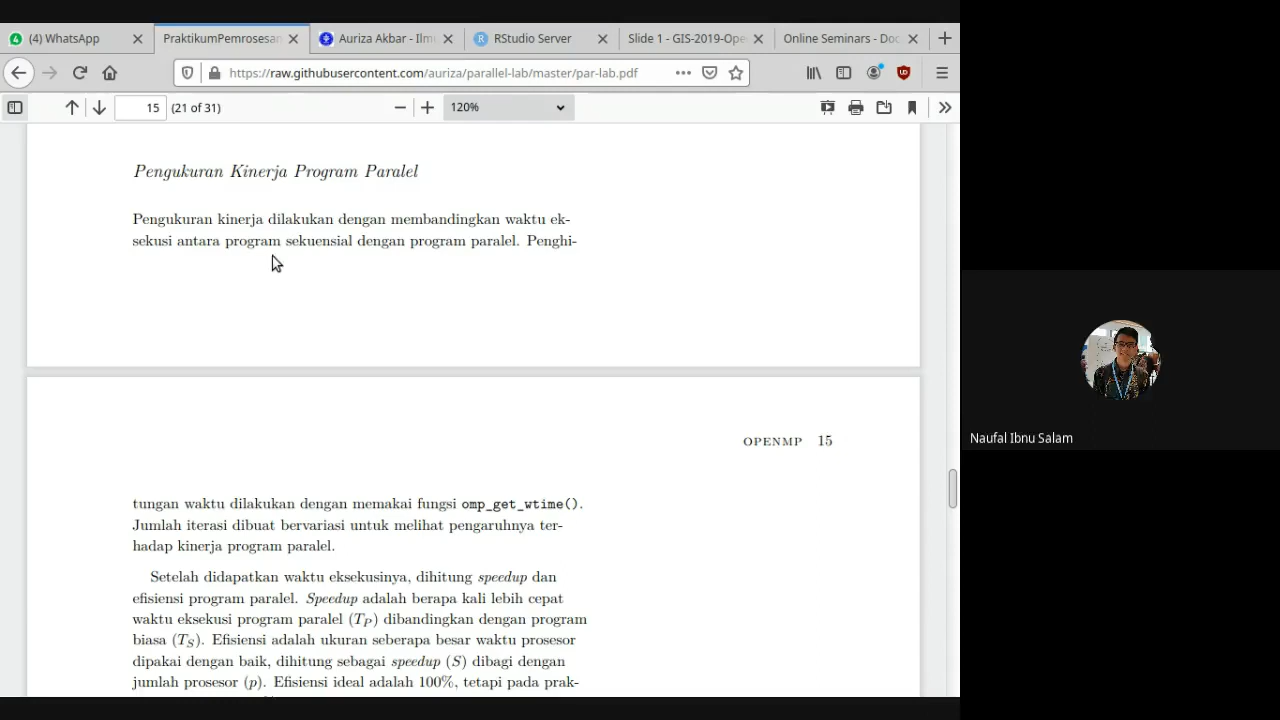 (4) WhatsApp
PraktikumPemrosesan
Auriza Akbar - Ilm
RStudio Server
Slide 1 - GIS-2019-Ope
Online Seminars - Doc
https://raw.githubusercontent.com/auriza/parallel-lab/master/par-lab.pdf
15 (21 of 31)
120%
Pengukuran Kinerja Program Paralel
Pengukuran kinerja dilakukan dengan membandingkan waktu ek-
sekusi antara program sekuensial dengan program paralel. Penghi-
OPENMP 15
tungan waktu dilakukan dengan memakai fungsi omp_get_wtime().
Jumlah iterasi dibuat bervariasi untuk melihat pengaruhnya ter-
hadap kinerja program paralel.
Setelah didapatkan waktu eksekusinya, dihitung speedup dan
efisiensi program paralel. Speedup adalah berapa kali lebih cepat
waktu eksekusi program paralel (TP) dibandingkan dengan program
biasa (TS). Efisiensi adalah ukuran seberapa besar waktu prosesor
dipakai dengan baik, dihitung sebagai speedup (S) dibagi dengan
jumlah prosesor (p). Efisiensi ideal adalah 100%, tetapi pada prak-
Naufal Ibnu Salam